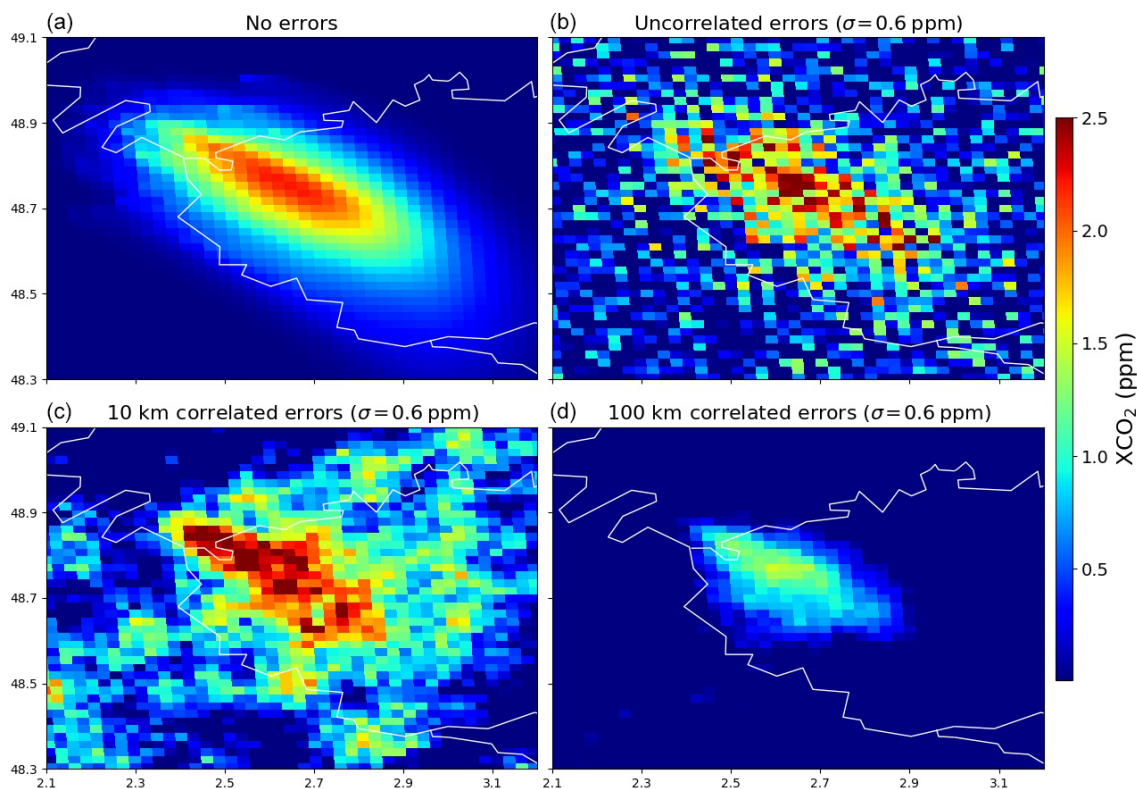 (a) No errors
(b) Uncorrelated errors (σ = 0.6 ppm)
49.1
48.9
48.7
48.5
48.3
(c) 10 km correlated errors (σ = 0.6 ppm)
(d) 100 km correlated errors (σ = 0.6 ppm)
49.1
48.9
48.7
48.5
48.3
2.1 2.3 2.5 2.7 2.9 3.1
2.1 2.3 2.5 2.7 2.9 3.1
2.5
2.0
1.5
1.0
0.5
XCO₂ (ppm)